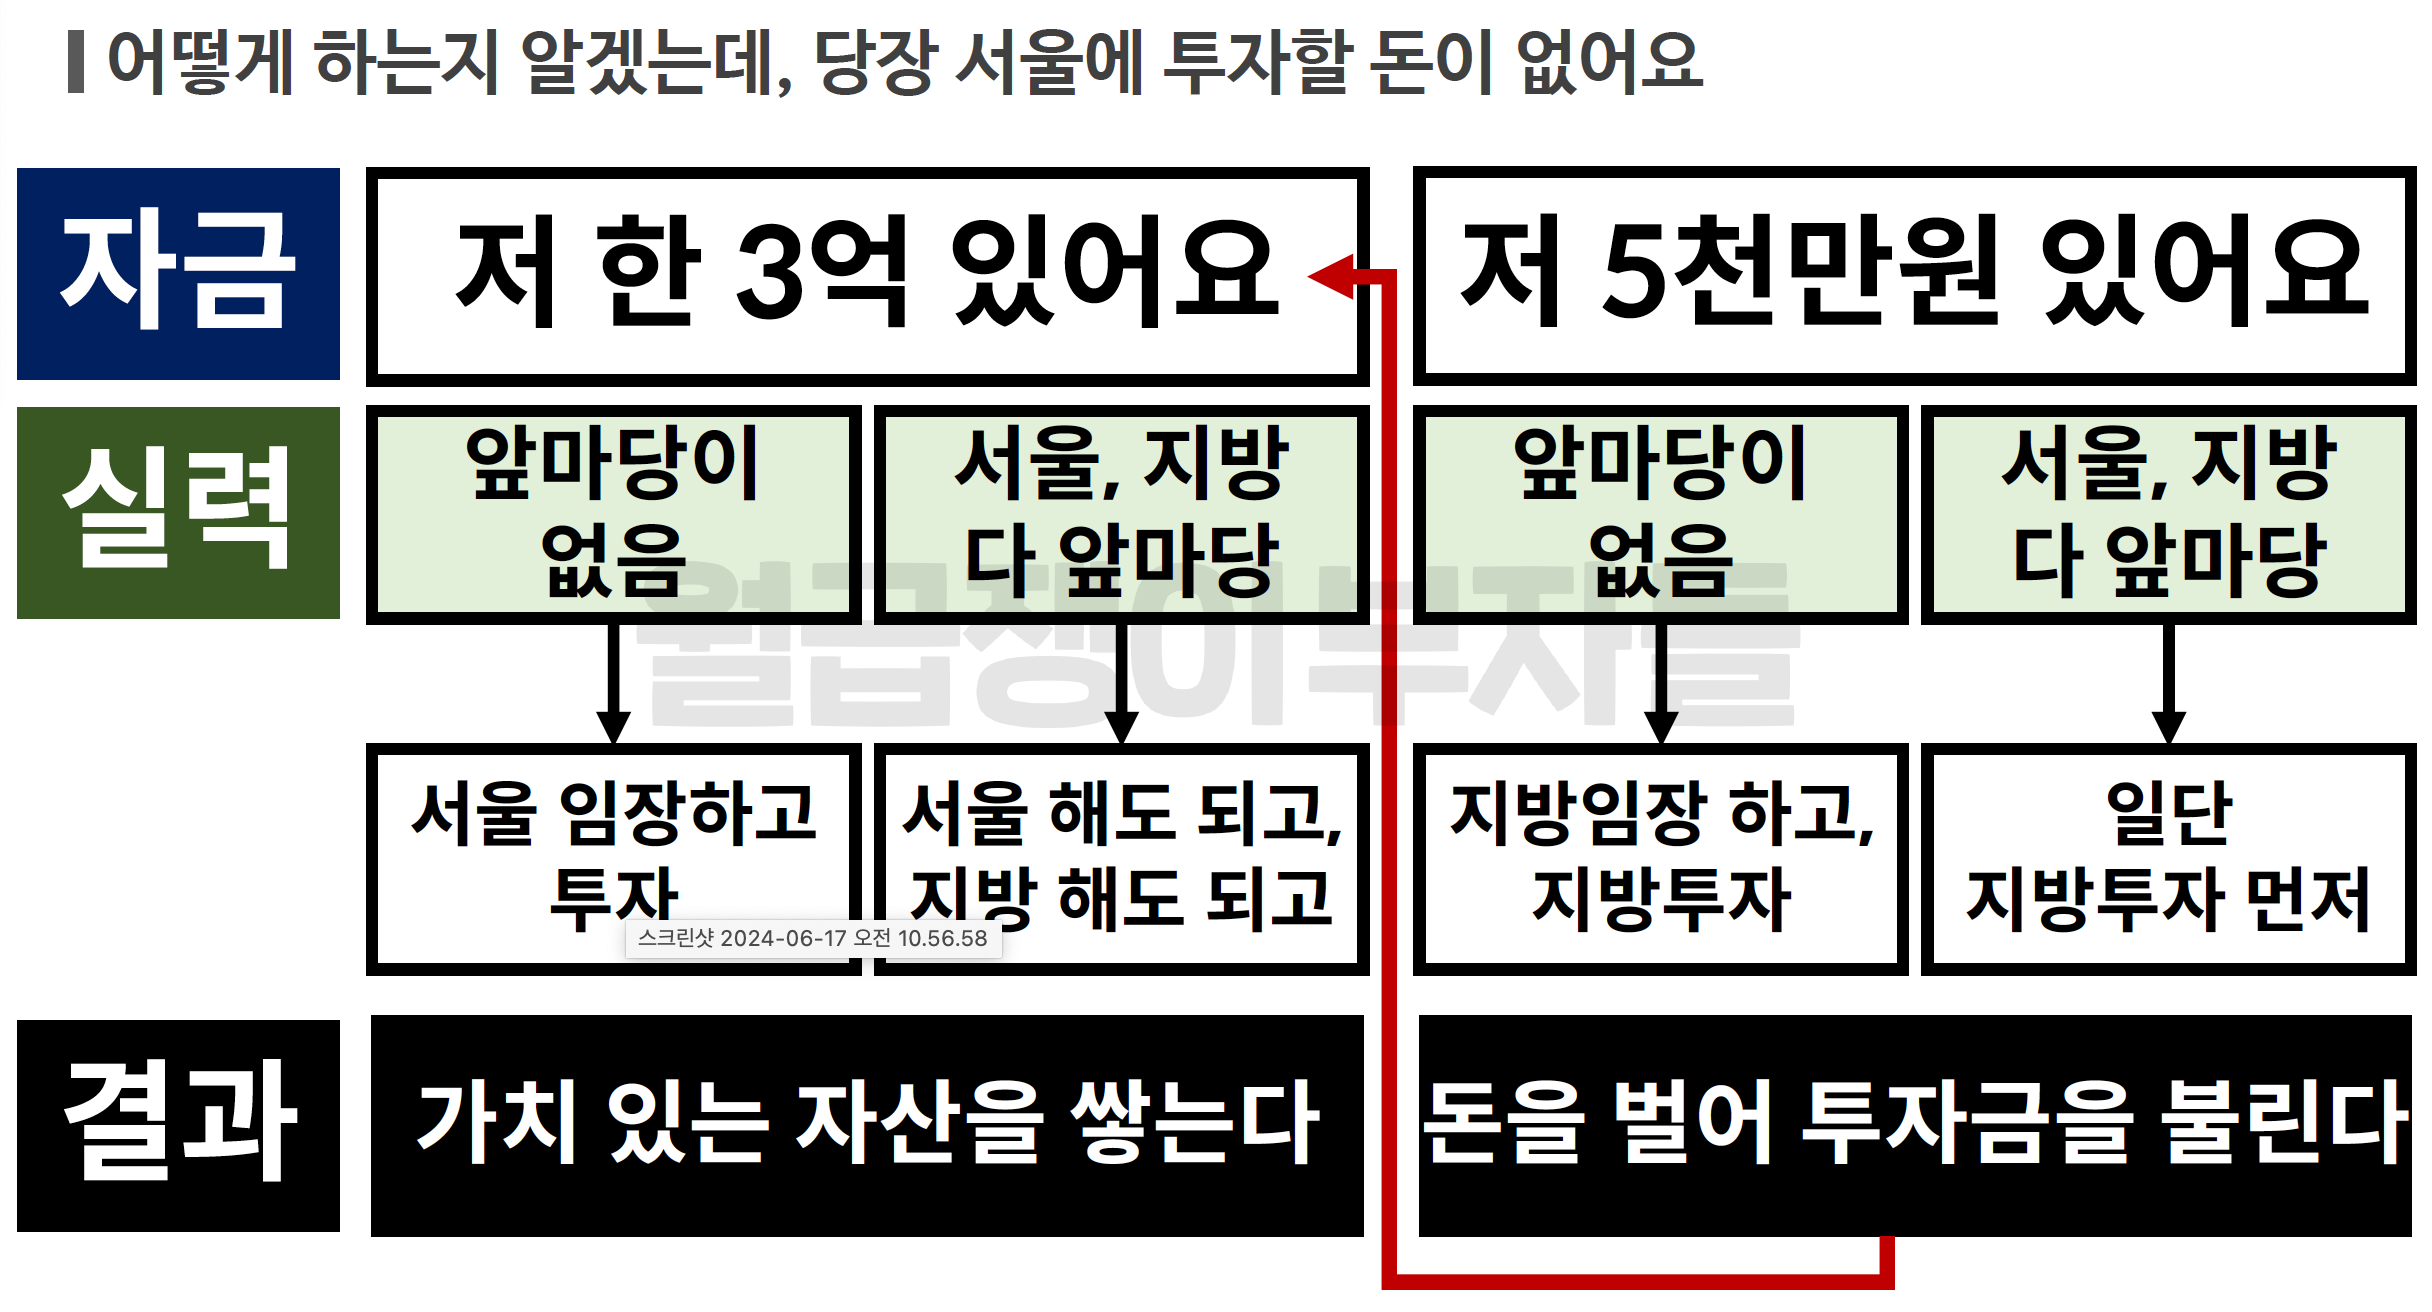 어떻게 하는지 알겠는데, 당장 서울에 투자할 돈이 없어요
자금
저 한 3억 있어요
저 5천만원 있어요
실력
앞마당이
없음
서울, 지방
다 앞마당
앞마당이
없음
서울, 지방
다 앞마당
월급쟁이부자들
서울 임장하고
투자
서울 해도 되고,
지방 해도 되고
지방임장 하고,
지방투자
일단
지방투자 먼저
스크린샷 2024-06-17 오전 10.56.58
결과
가치 있는 자산을 쌓는다
돈을 벌어 투자금을 불린다